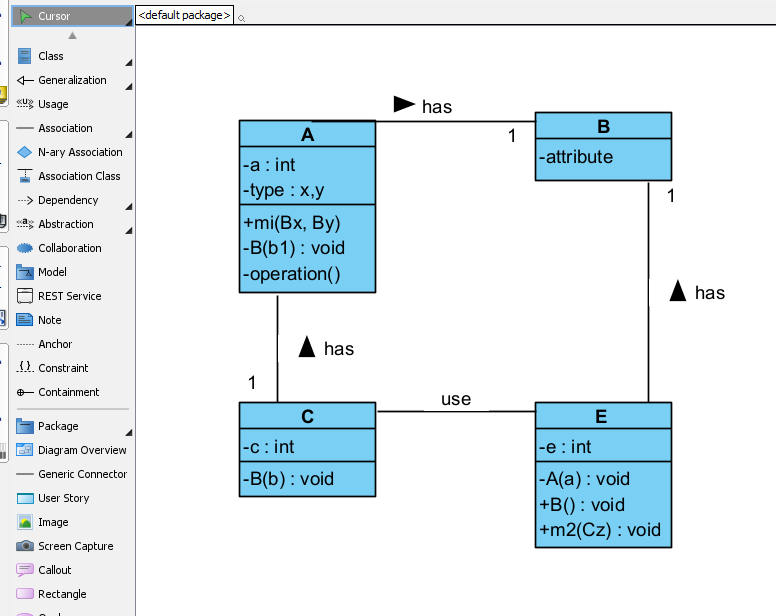 Cursor
Class
Generalization
«U» Usage
Association
N-ary Association
Association Class
Dependency
«a» Abstraction
Collaboration
Model
REST Service
Note
Anchor
{.} Constraint
Containment
Package
Diagram Overview
Generic Connector
User Story
Image
Screen Capture
Callout
Rectangle
<default package>
has
1
A
-a : int
-type : x,y
+mi(Bx, By)
-B(b1) : void
-operation()
B
-attribute
1
has
has
1
use
C
-c : int
-B(b) : void
E
-e : int
-A(a) : void
+B() : void
+m2(Cz) : void